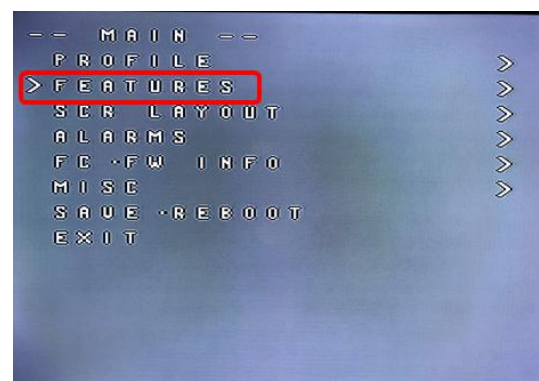 -- MAIN --
PROFILE >
> FEATURES >
SCR LAYOUT >
ALARMS >
FC-FW INFO >
MISC >
SAVE-REBOOT
EXIT